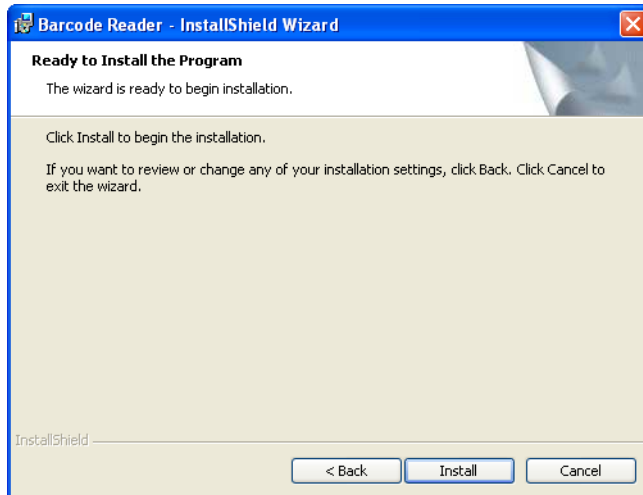 Barcode Reader - InstallShield Wizard
Ready to Install the Program
The wizard is ready to begin installation.
Click Install to begin the installation.
If you want to review or change any of your installation settings, click Back. Click Cancel to
exit the wizard.
InstallShield
< Back Install Cancel